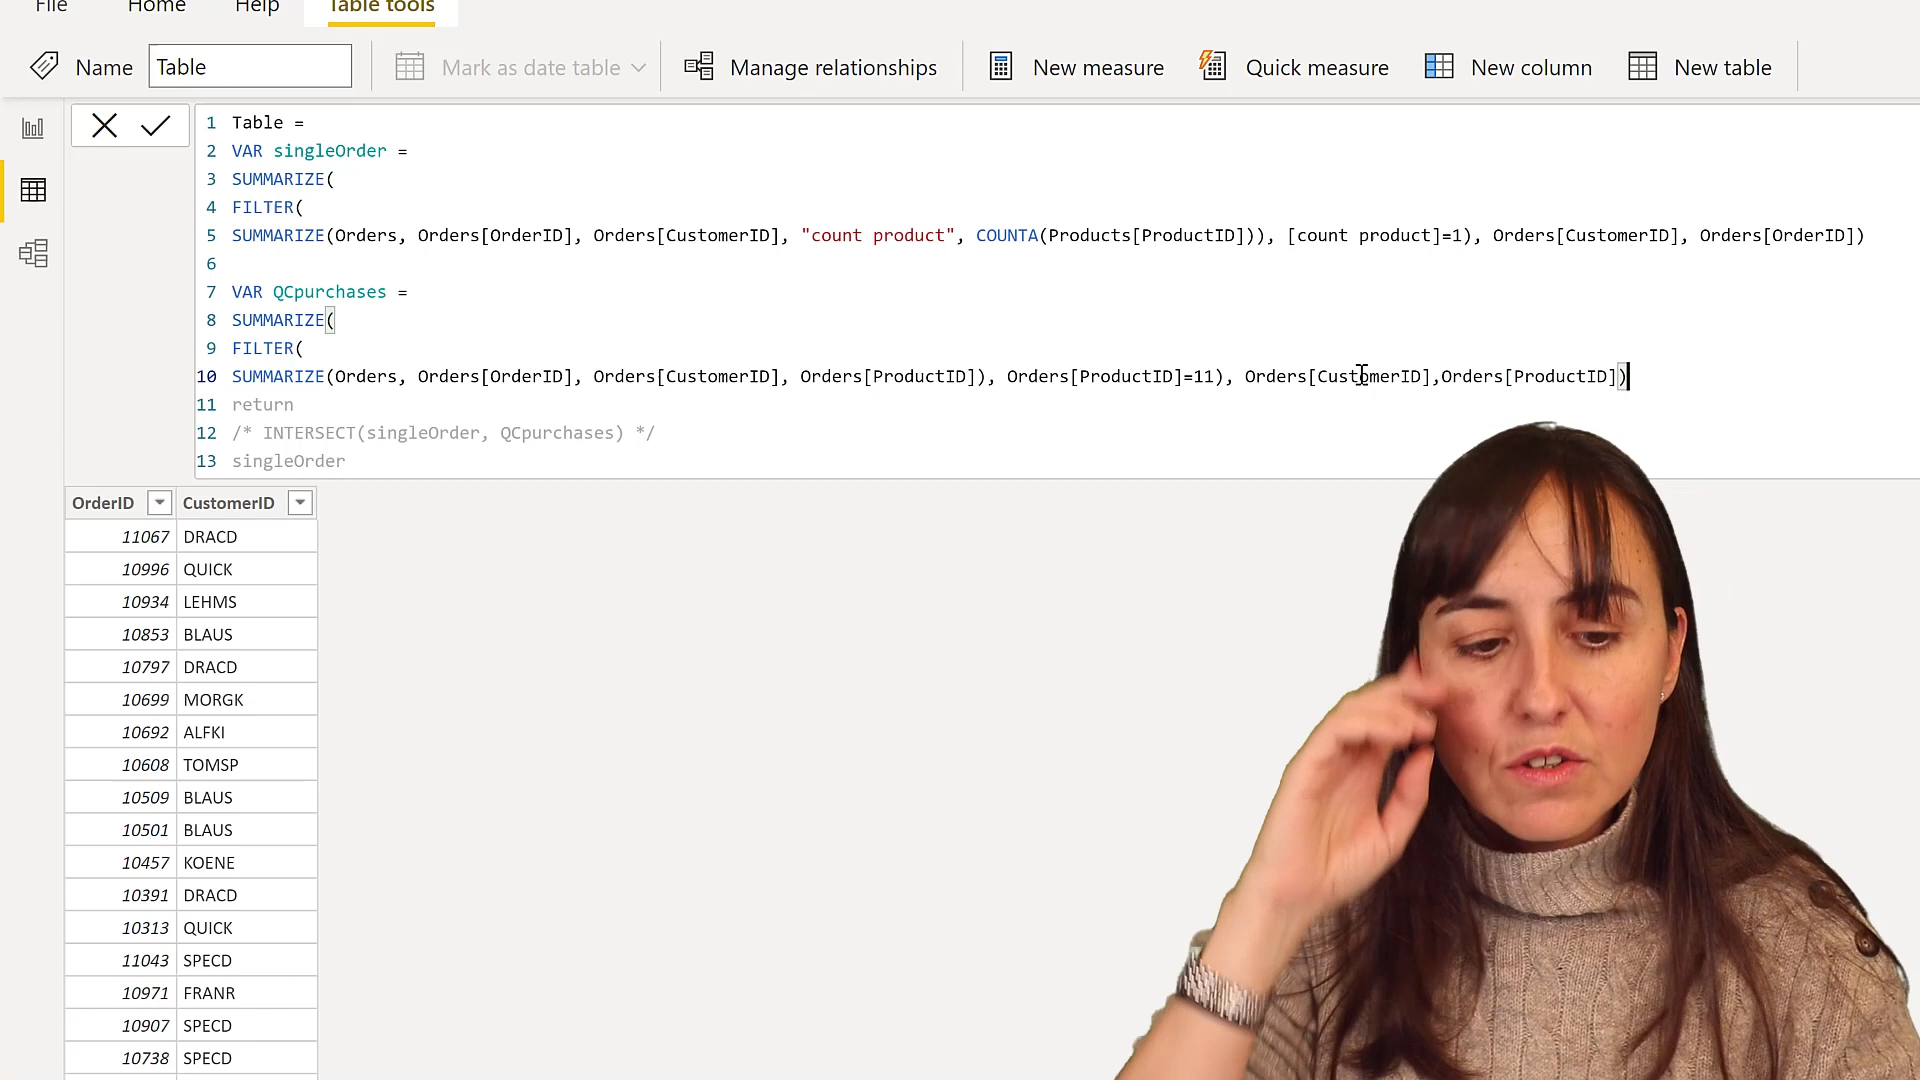 File Home Help Table tools
Name Table Mark as date table Manage relationships New measure Quick measure New column New table
1 Table =
2 VAR singleOrder =
3 SUMMARIZE(
4 FILTER(
5 SUMMARIZE(Orders, Orders[OrderID], Orders[CustomerID], "count product", COUNTA(Products[ProductID])), [count product]=1), Orders[CustomerID], Orders[OrderID])
6
7 VAR QCpurchases =
8 SUMMARIZE(
9 FILTER(
10 SUMMARIZE(Orders, Orders[OrderID], Orders[CustomerID], Orders[ProductID]), Orders[ProductID]=11), Orders[CustomerID],Orders[ProductID])
11 return
12 /* INTERSECT(singleOrder, QCpurchases) */
13 singleOrder
OrderID CustomerID
11067 DRACD
10996 QUICK
10934 LEHMS
10853 BLAUS
10797 DRACD
10699 MORGK
10692 ALFKI
10608 TOMSP
10509 BLAUS
10501 BLAUS
10457 KOENE
10391 DRACD
10313 QUICK
11043 SPECD
10971 FRANR
10907 SPECD
10738 SPECD